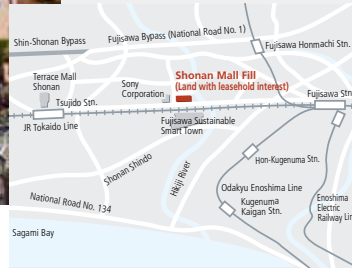 Fujisawa Bypass (National Road No. 1)
Shin-Shonan Bypass
Fujisawa Honmachi Stn.
Terrace Mall
Shonan
Sony
Corporation
Shonan Mall Fill
(Land with leasehold interest)
Tsujido Stn.
Fujisawa Stn
JR Tokaido Line
Fujisawa Sustainable
Smart Town
Shonan Shindo
Hikiji River
Hon-Kugenuma Stn.
Odakyu Enoshima Line
National Road No. 134
Kugenuma
Kaigan Stn.
Enoshima
Electric
Railway Lin
Sagami Bay